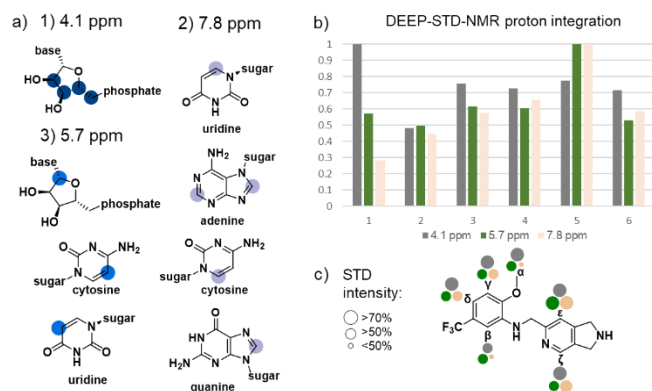 a) 1) 4.1 ppm
base
O
HO
HO
phosphate
3) 5.7 ppm
base
O
HO
HO
phosphate
O
NH₂
N
sugar
N
cytosine
O
N
sugar
NH
O
uridine
2) 7.8 ppm
sugar
N
O
NH
O
uridine
NH₂
sugar
N
N
N
N
adenine
O
NH₂
N
sugar
N
cytosine
O
HN
N
H₂N
N
N
sugar
guanine
b) DEEP-STD-NMR proton integration
1
0.9
0.8
0.7
0.6
0.5
0.4
0.3
0.2
0.1
0
1 2 3 4 5 6
4.1 ppm 5.7 ppm 7.8 ppm
c) STD
intensity:
>70%
>50%
<50%
α
γ
δ
O
F₃C
β
N
H
ε
N
NH
ζ